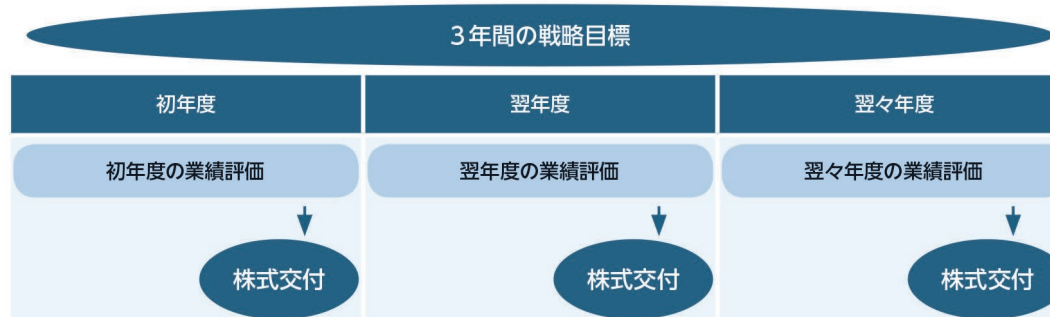 3年間の戦略目標
初年度
翌年度
翌々年度
初年度の業績評価
翌年度の業績評価
翌々年度の業績評価
株式交付
株式交付
株式交付